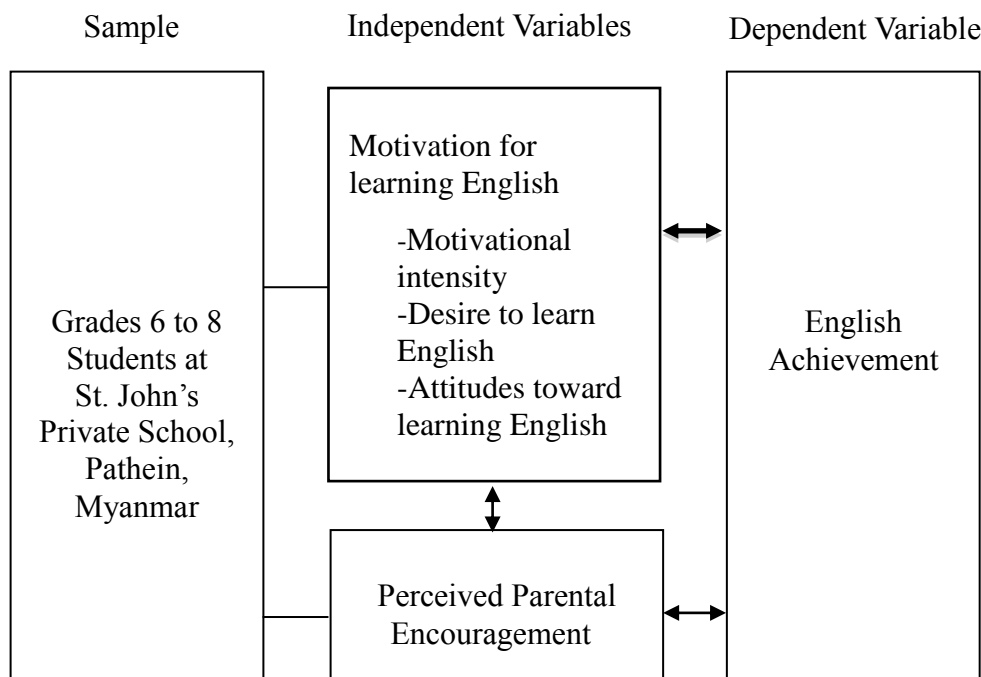 Sample
Independent Variables
Dependent Variable
Grades 6 to 8
Students at
St. John’s
Private School,
Pathein,
Myanmar
Motivation for
learning English
-Motivational
intensity
-Desire to learn
English
-Attitudes toward
learning English
Perceived Parental
Encouragement
English
Achievement